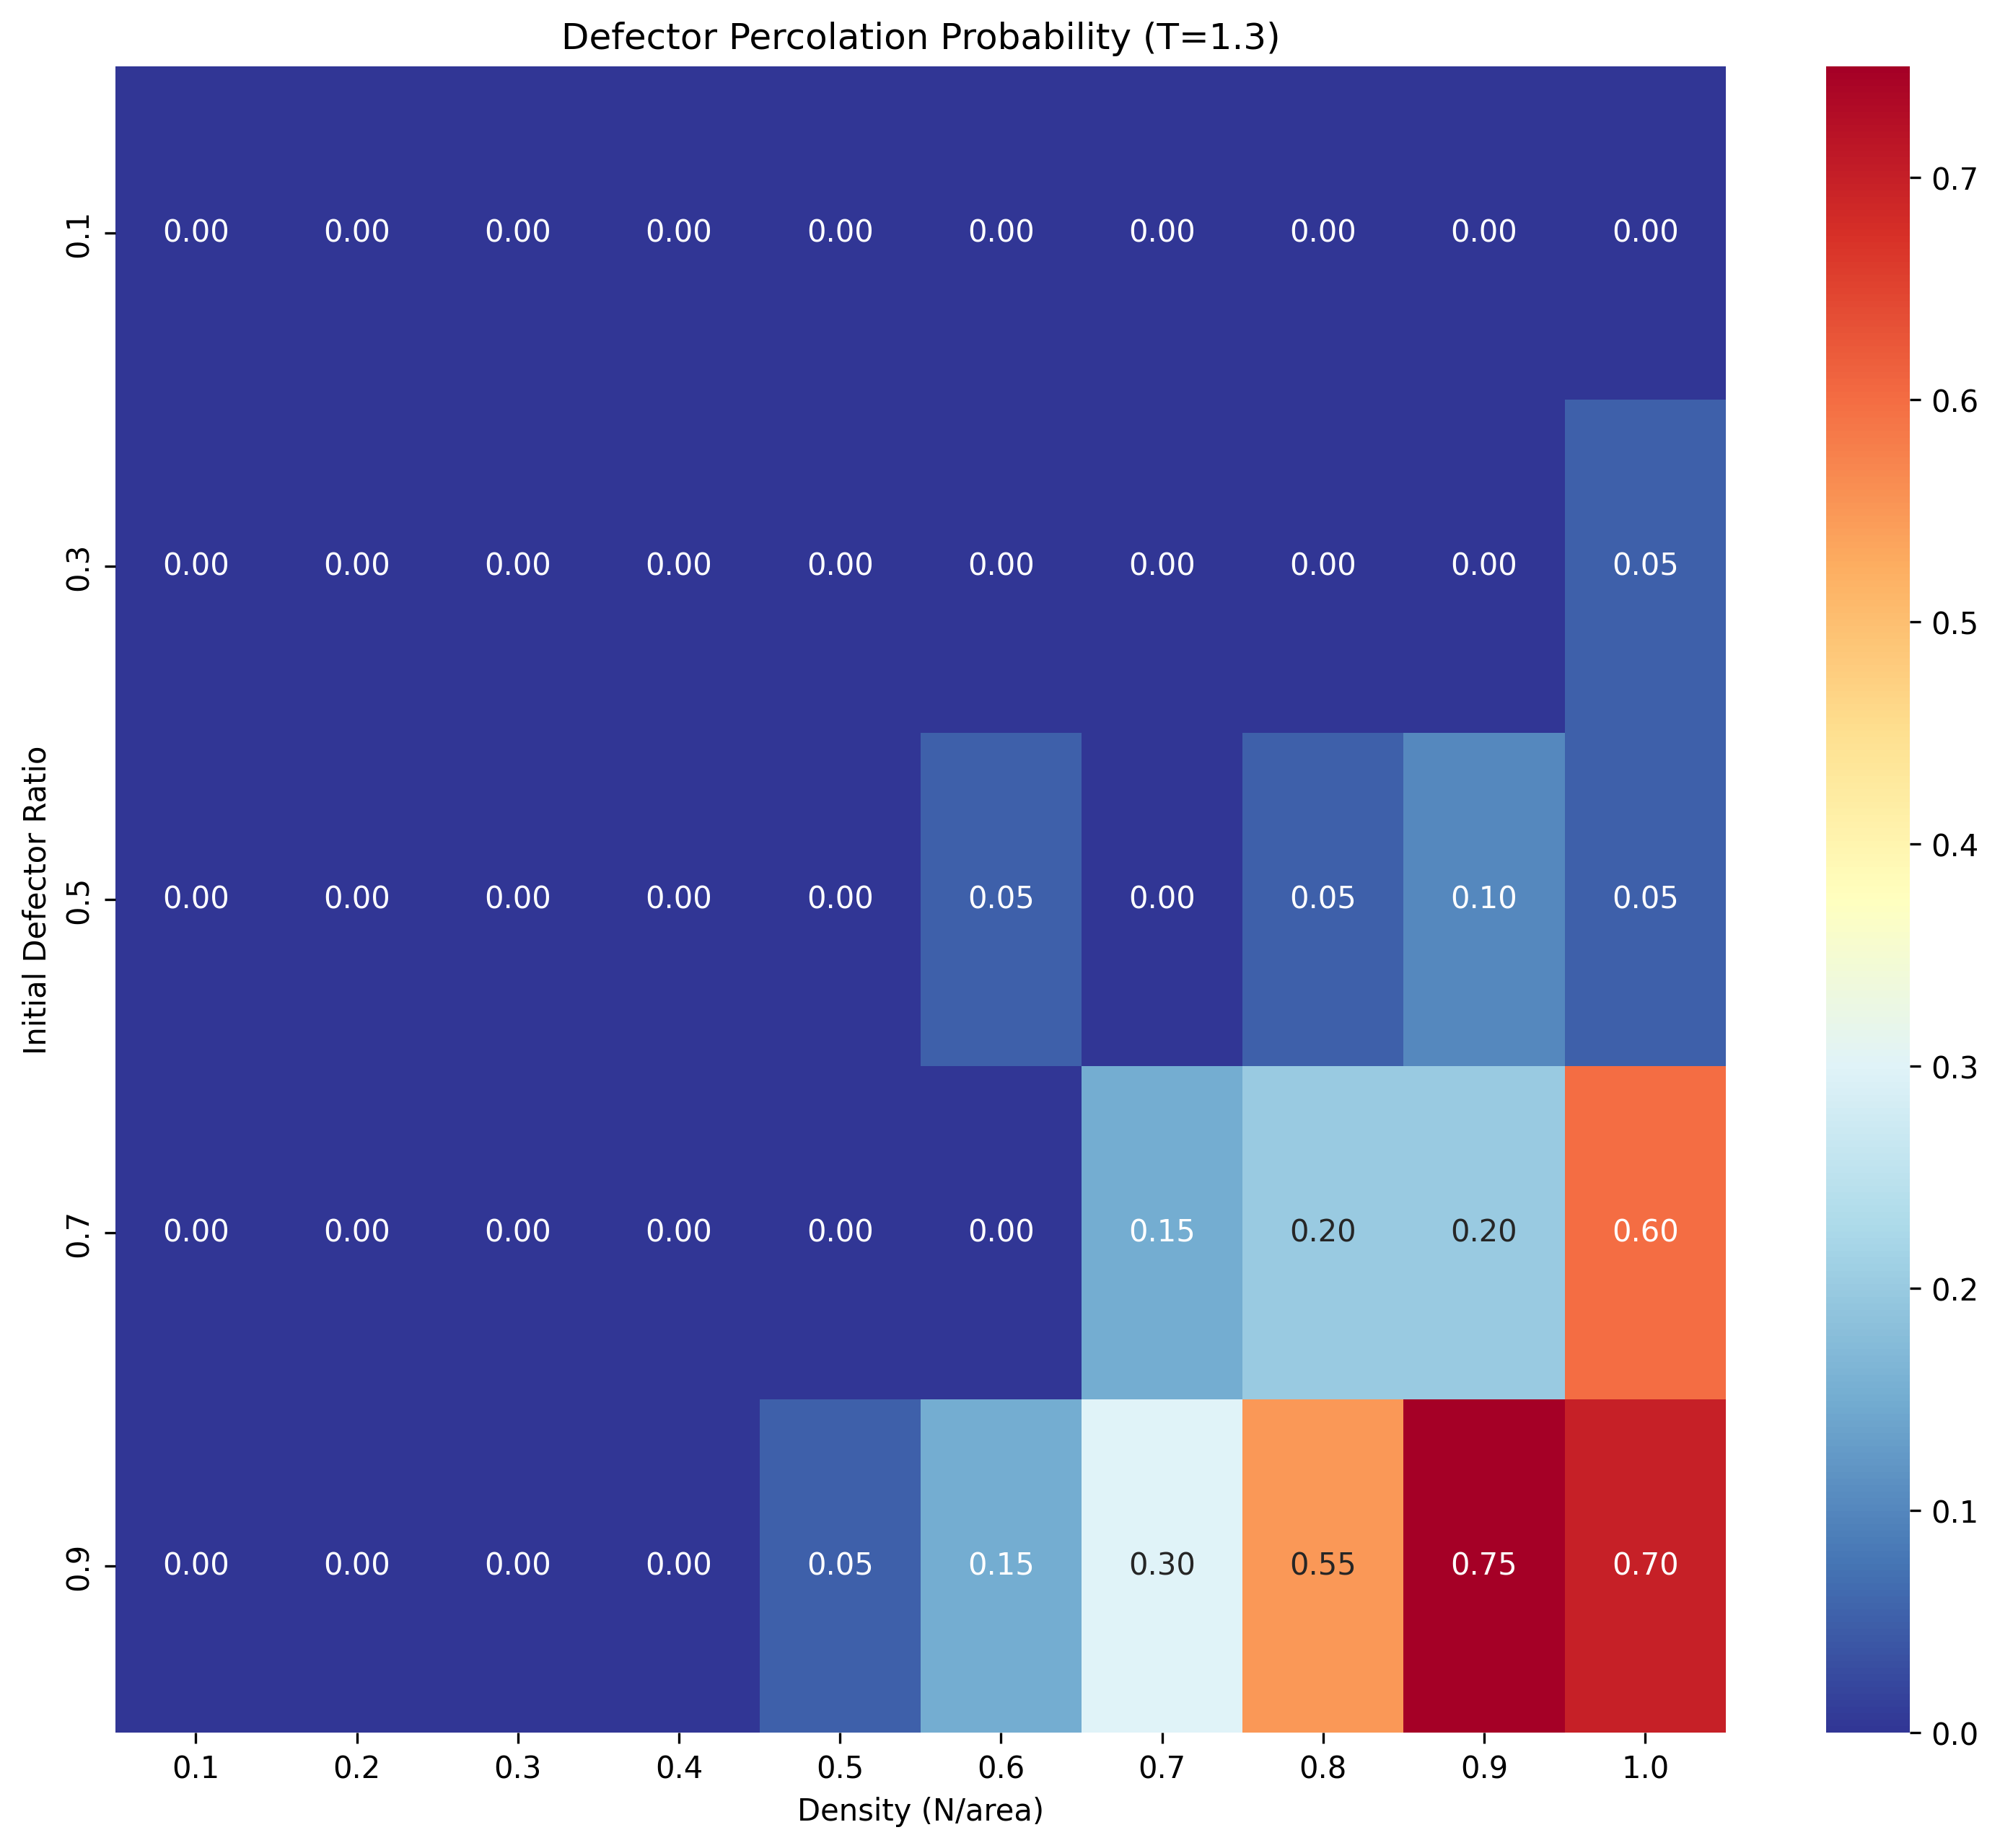 Defector Percolation Probability (T=1.3)
Initial Defector Ratio
0.1 0.00 0.00 0.00 0.00 0.00 0.00 0.00 0.00 0.00 0.00
0.3 0.00 0.00 0.00 0.00 0.00 0.00 0.00 0.00 0.00 0.05
0.5 0.00 0.00 0.00 0.00 0.00 0.05 0.00 0.05 0.10 0.05
0.7 0.00 0.00 0.00 0.00 0.00 0.00 0.15 0.20 0.20 0.60
0.9 0.00 0.00 0.00 0.00 0.05 0.15 0.30 0.55 0.75 0.70
0.1 0.2 0.3 0.4 0.5 0.6 0.7 0.8 0.9 1.0
Density (N/area)
0.7
0.6
0.5
0.4
0.3
0.2
0.1
0.0